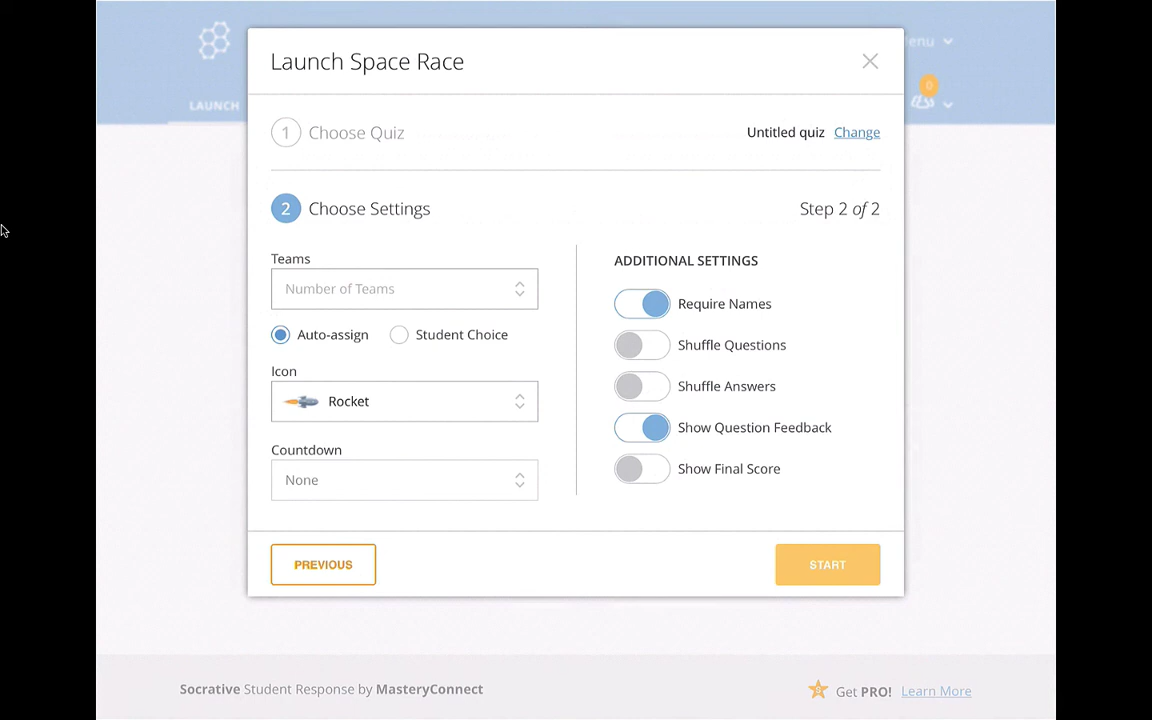 Launch Space Race
enu
0
LAUNCH
1 Choose Quiz
Untitled quiz Change
2 Choose Settings
Step 2 of 2
Teams
Number of Teams
Auto-assign Student Choice
Icon
Rocket
Countdown
None
ADDITIONAL SETTINGS
Require Names
Shuffle Questions
Shuffle Answers
Show Question Feedback
Show Final Score
PREVIOUS
START
Socrative Student Response by MasteryConnect
Get PRO! Learn More